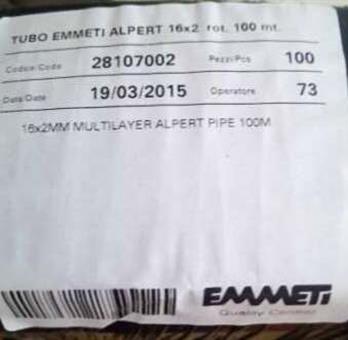 TUBO EMMETI ALPERT 16x2 rot. 100 mt.
Codice/Code 28107002 Pezzi/Pcs 100
Data/Date 19/03/2015 Operatore 73
16x2MM MULTILAYER ALPERT PIPE 100M
EMMETI
Quality Control